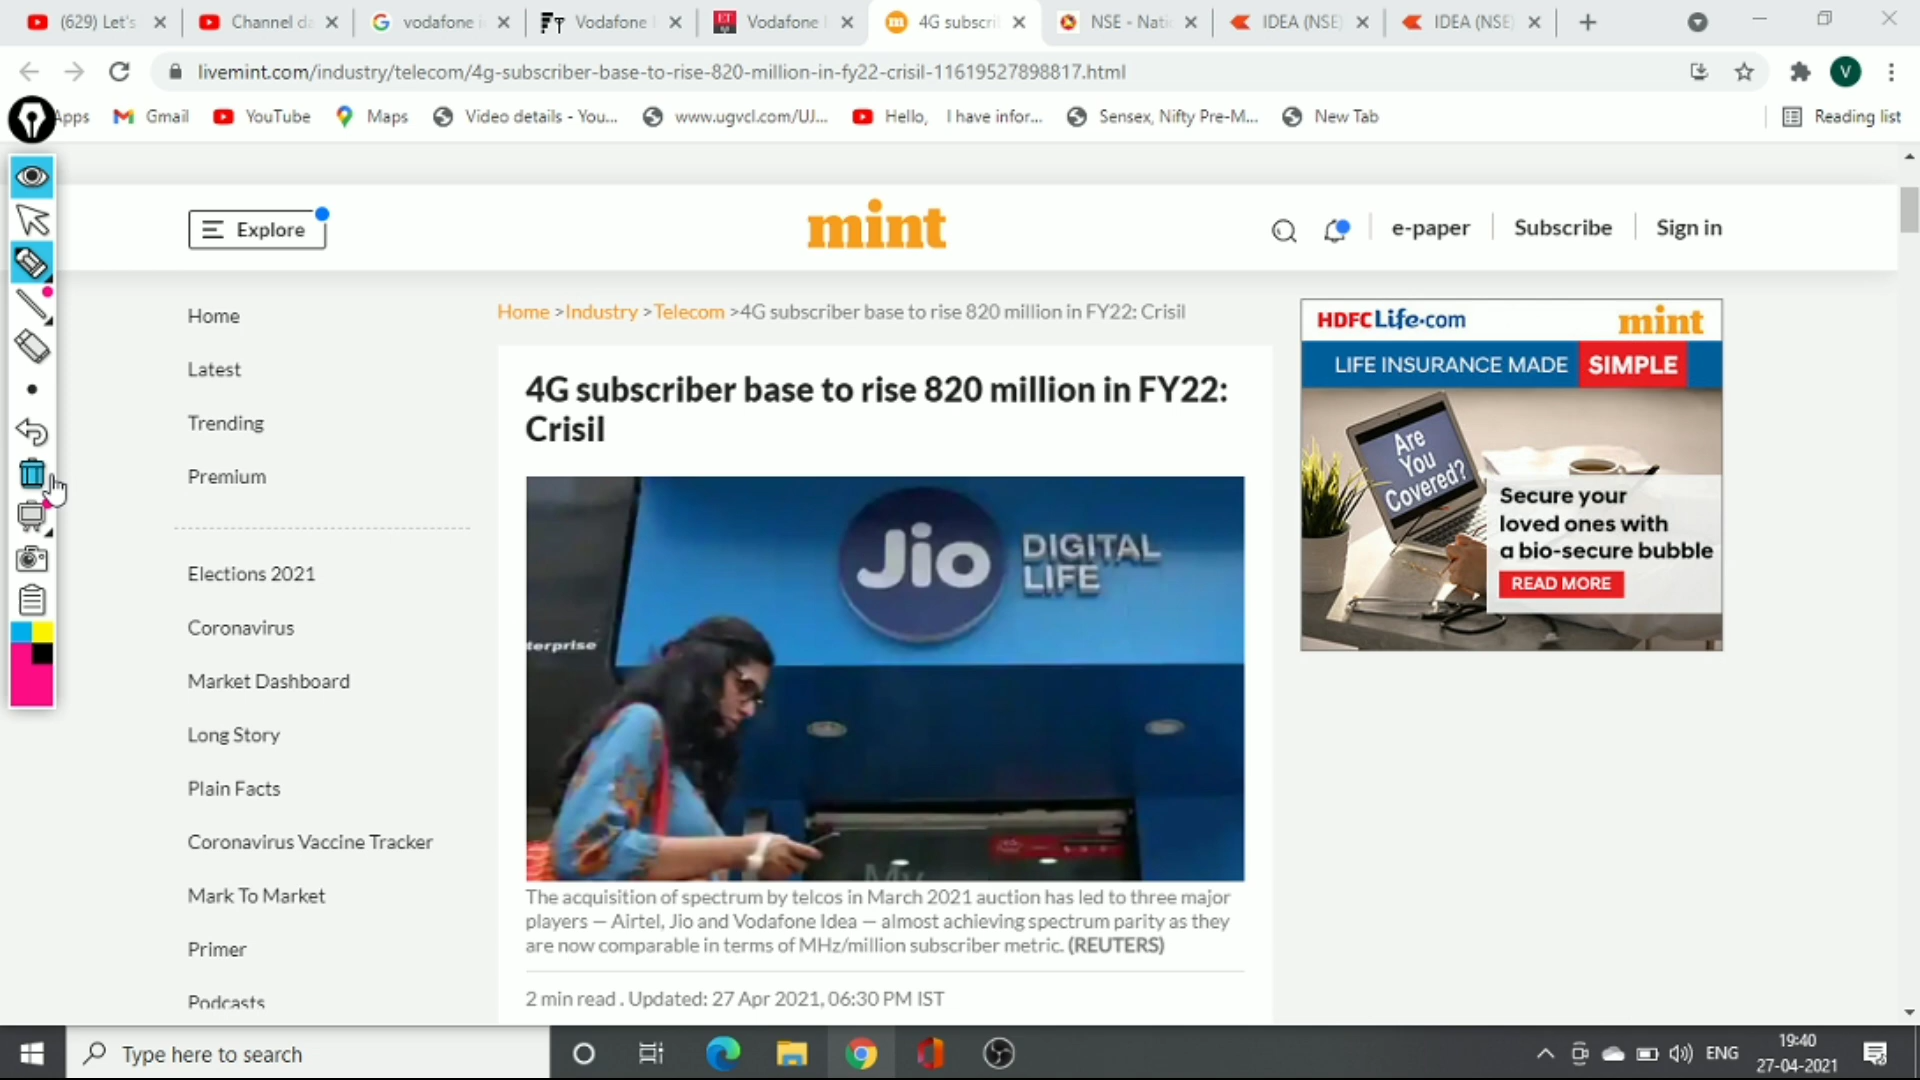 (629) Let's
Channel da
vodafone i
Vodafone
Vodafone
4G subscri
NSE - Nati
IDEA (NSE)
IDEA (NSE)
livemint.com/industry/telecom/4g-subscriber-base-to-rise-820-million-in-fy22-crisil-11619527898817.html
V
Apps
Gmail
YouTube
Maps
Video details - You...
www.ugvcl.com/UJ...
Hello, I have infor...
Sensex, Nifty Pre-M...
New Tab
Reading list
Explore
mint
e-paper
Subscribe
Sign in
Home
Latest
Trending
Premium
Elections 2021
Coronavirus
Market Dashboard
Long Story
Plain Facts
Coronavirus Vaccine Tracker
Mark To Market
Primer
Podcasts
Home >Industry >Telecom >4G subscriber base to rise 820 million in FY22: Crisil
4G subscriber base to rise 820 million in FY22:
Crisil
Jio
DIGITAL
LIFE
terprise
My
The acquisition of spectrum by telcos in March 2021 auction has led to three major
players — Airtel, Jio and Vodafone Idea — almost achieving spectrum parity as they
are now comparable in terms of MHz/million subscriber metric. (REUTERS)
2 min read . Updated: 27 Apr 2021, 06:30 PM IST
HDFC Life.com
mint
LIFE INSURANCE MADE SIMPLE
Are
You
Covered?
Secure your
loved ones with
a bio-secure bubble
READ MORE
Type here to search
ENG
19:40
27-04-2021